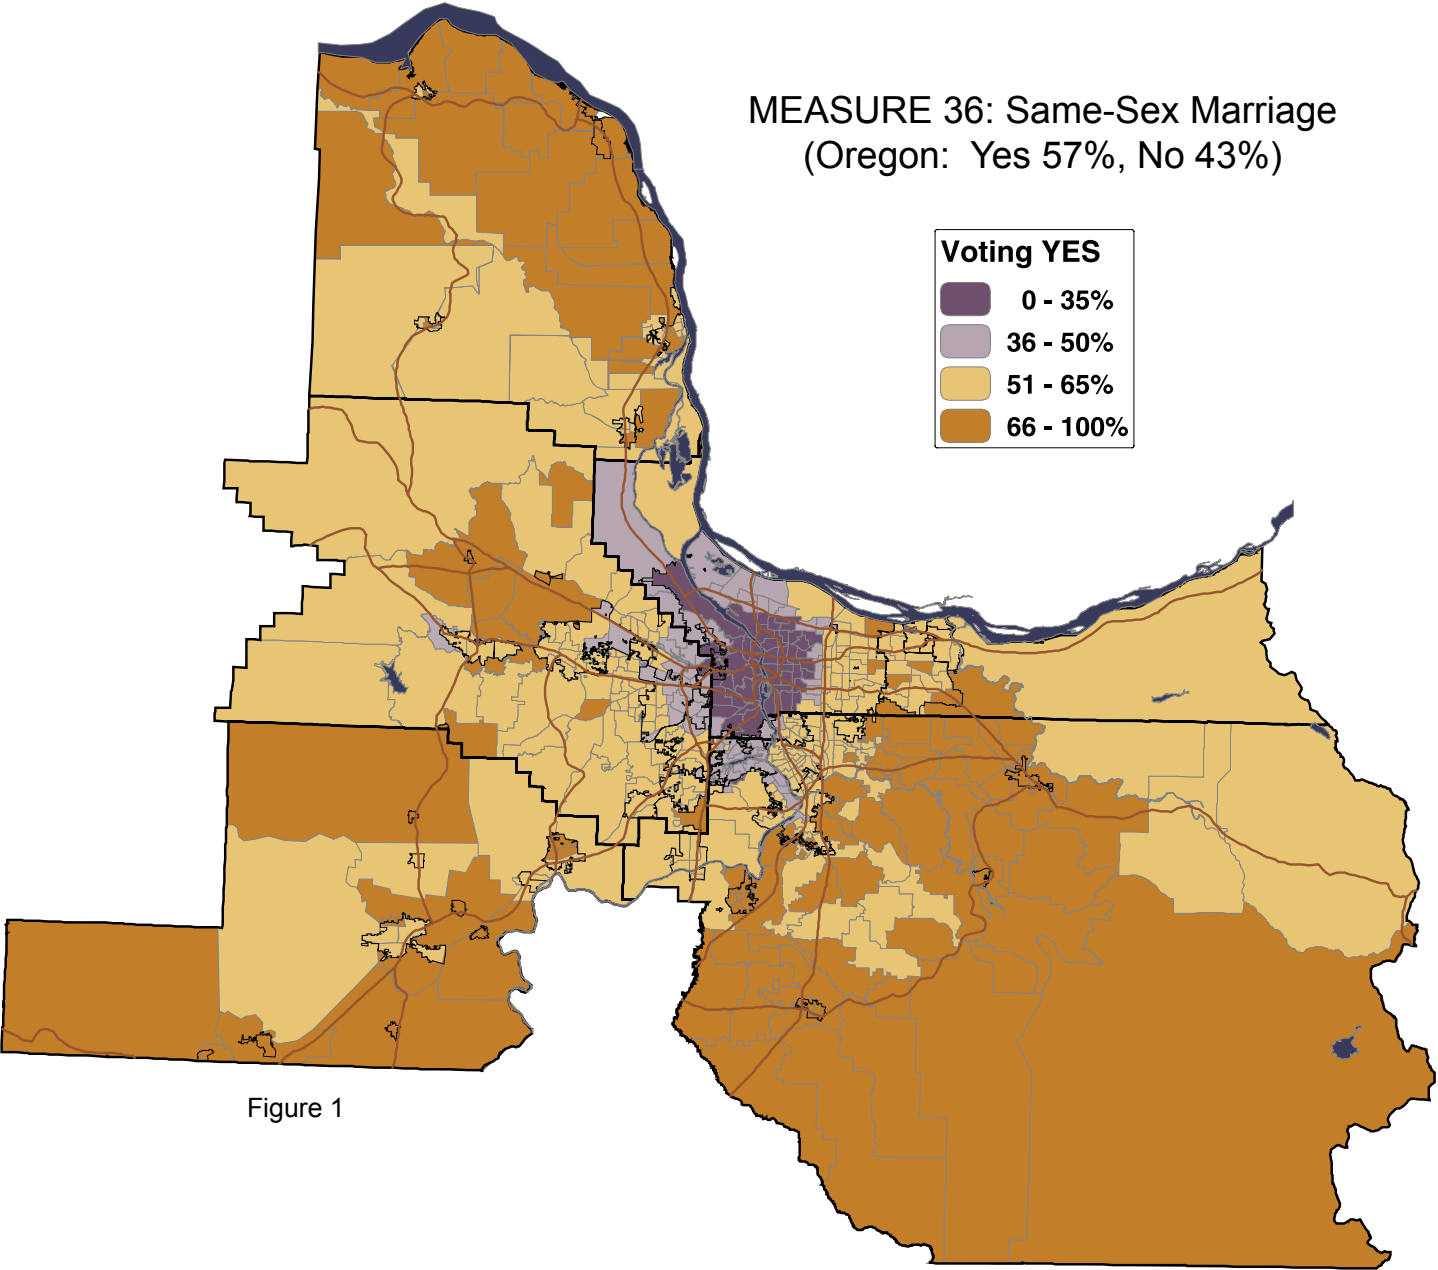 MEASURE 36: Same-Sex Marriage
(Oregon: Yes 57%, No 43%)
Voting YES
0 - 35%
36 - 50%
51 - 65%
66 - 100%
Figure 1